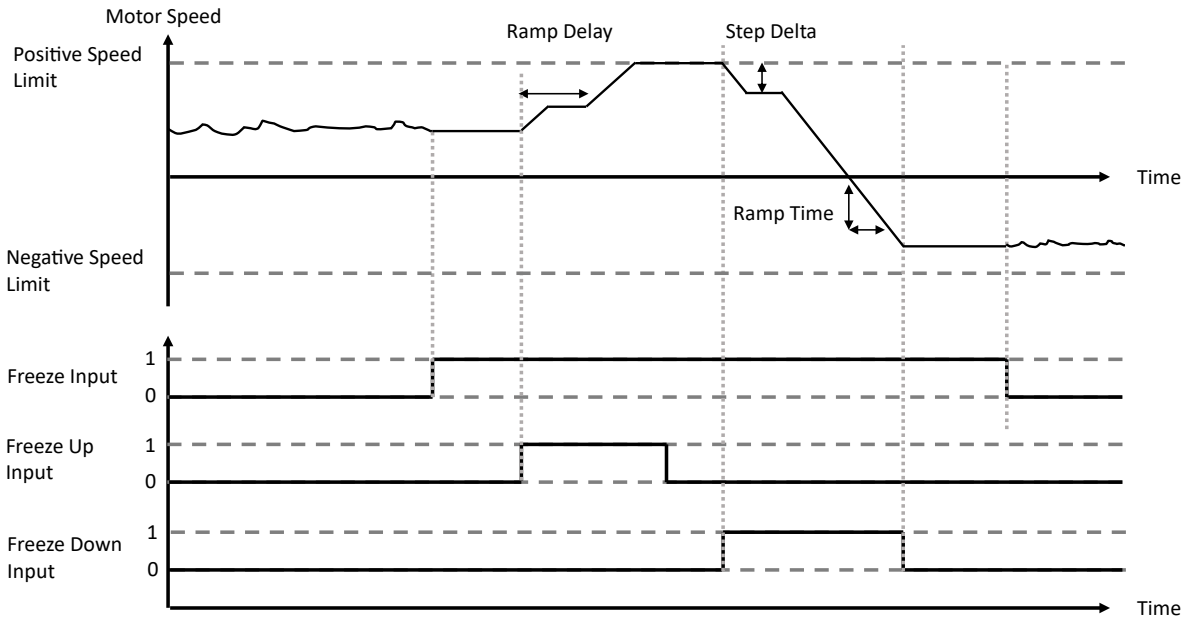 Motor Speed
Ramp Delay
Step Delta
Positive Speed
Limit
Time
Ramp Time
Negative Speed
Limit
1
Freeze Input
0
Freeze Up
1
Input
0
1
Freeze Down
Input
0
Time